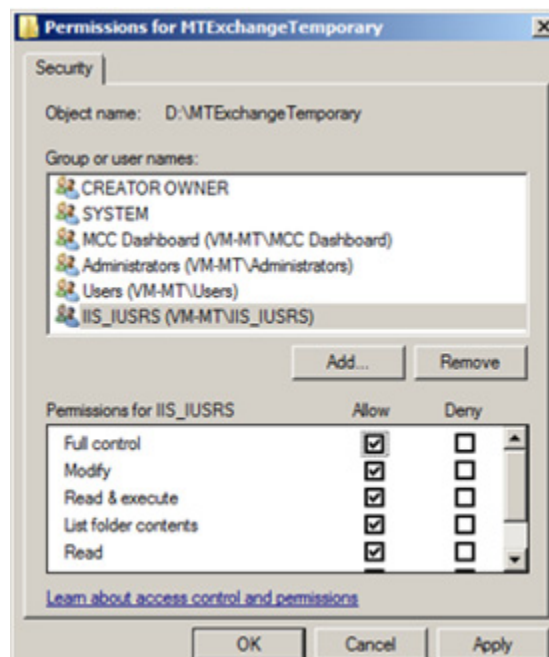 Permissions for MTExchangeTemporary
Security
Object name: D:\MTExchangeTemporary
Group or user names:
CREATOR OWNER
SYSTEM
MCC Dashboard (VM-MT\MCC Dashboard)
Administrators (VM-MT\Administrators)
Users (VM-MT\Users)
IIS_IUSRS (VM-MT\IIS_IUSRS)
Add... Remove
Permissions for IIS_IUSRS Allow Deny
Full control
Modify
Read & execute
List folder contents
Read
Learn about access control and permissions
OK Cancel Apply